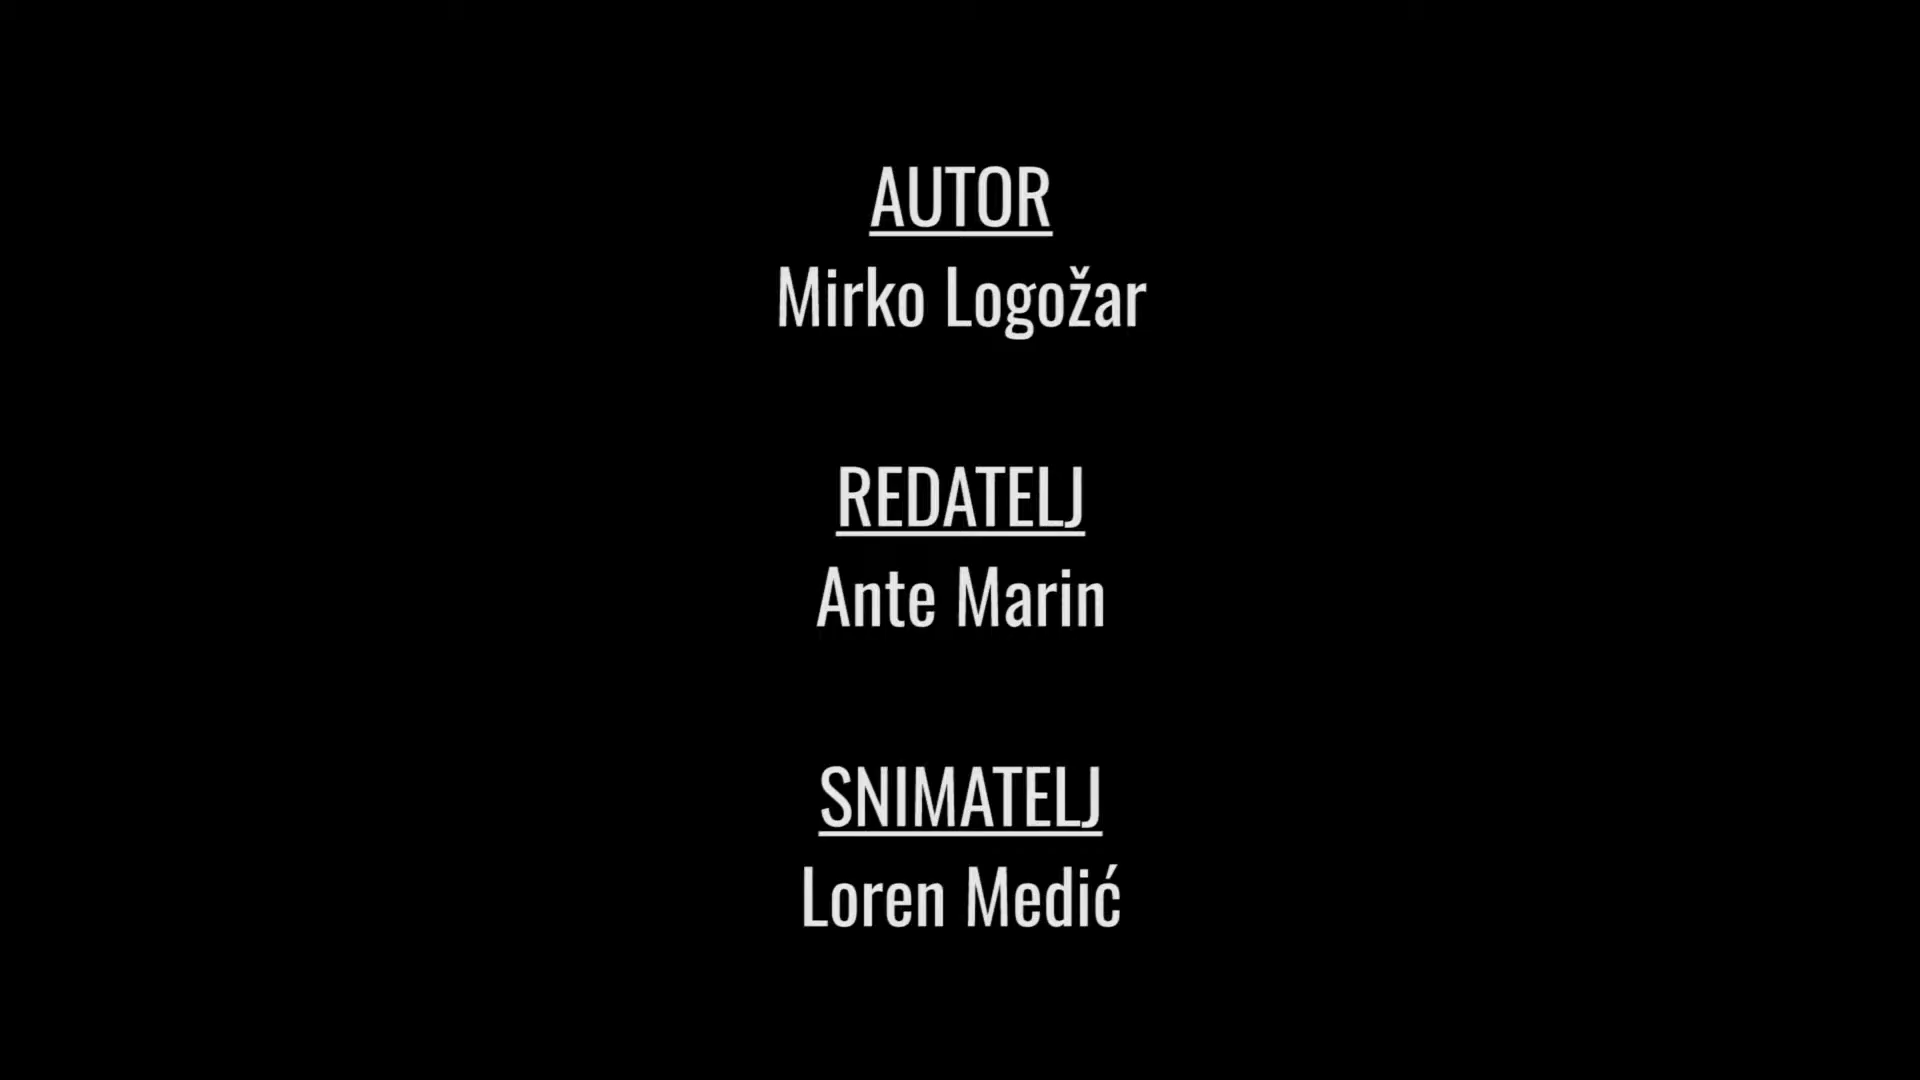 AUTOR
Mirko Logožar
REDATELJ
Ante Marin
SNIMATELJ
Loren Medić